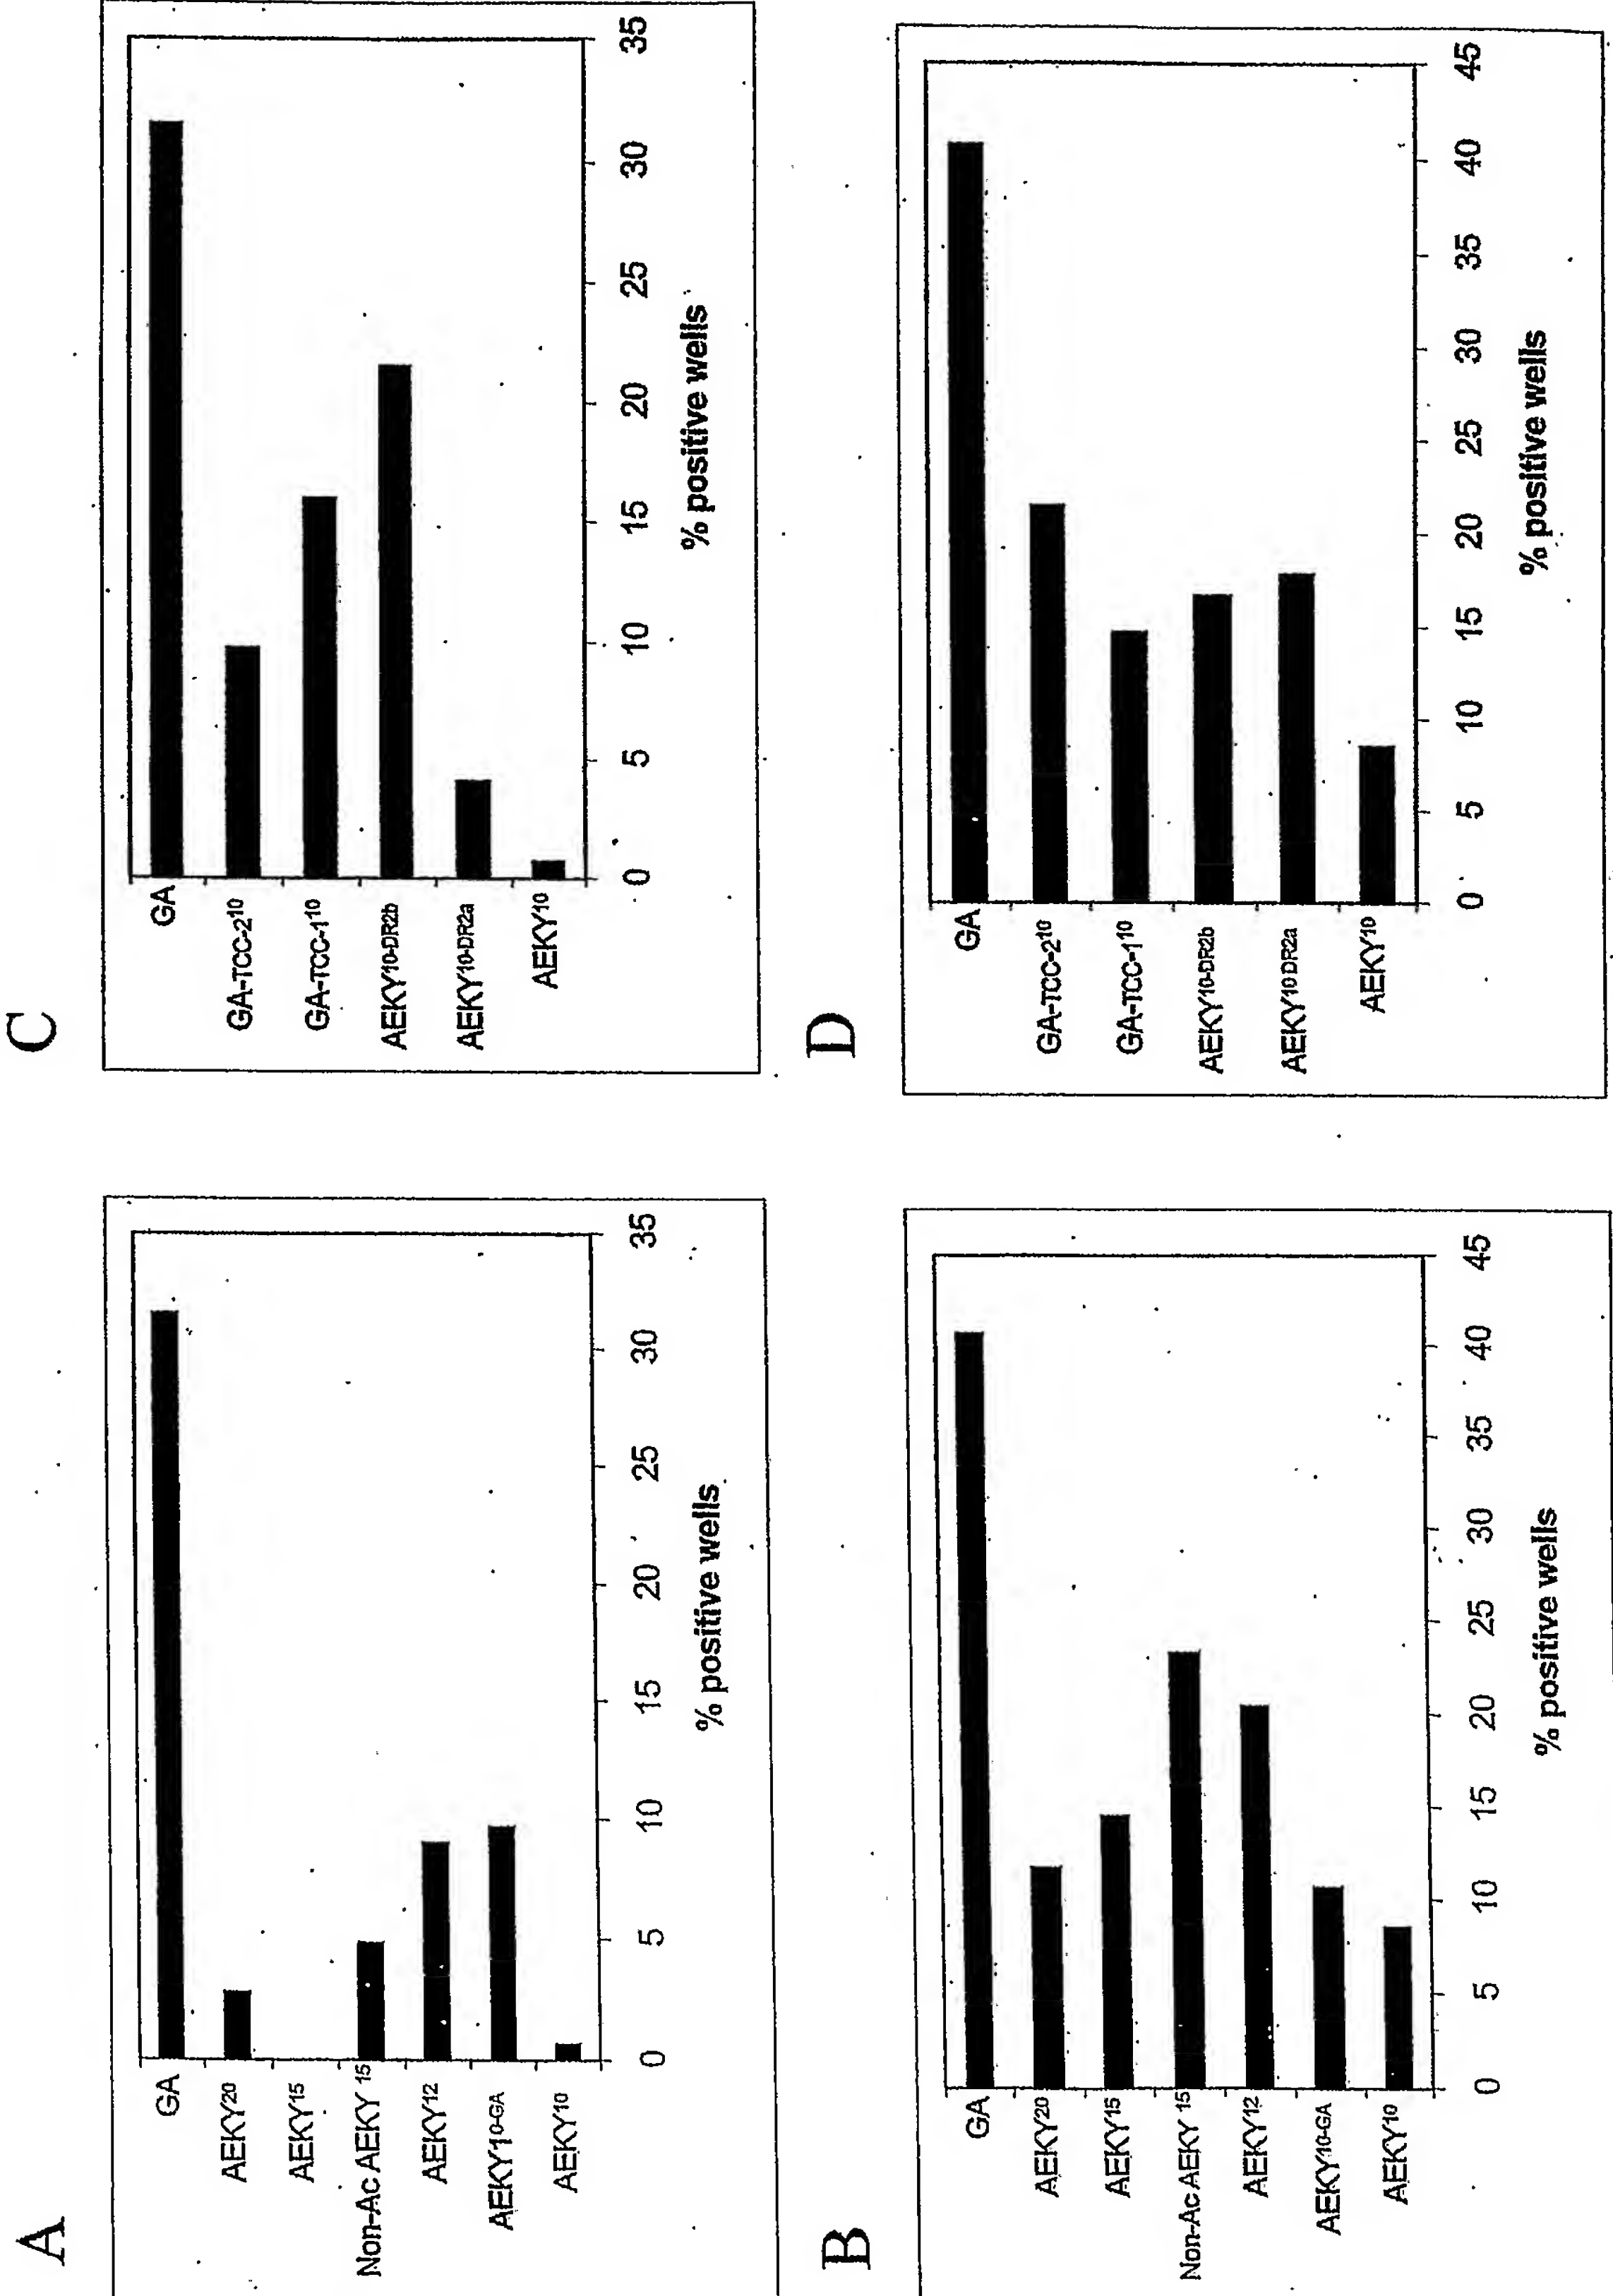 A
GA
AEKY20
AEKY15
Non-Ac AEKY 15
AEKY12
AEKY10-GA
AEKY10
0 5 10 15 20 25 30 35
% positive wells
B
GA
AEKY20
AEKY15
Non-Ac AEKY 15
AEKY12
AEKY10-GA
AEKY10
0 5 10 15 20 25 30 35 40 45
% positive wells
C
GA
GA-TCC-210
GA-TCC-110
AEKY10-DR2b
AEKY10-DR2a
AEKY10
0 5 10 15 20 25 30 35
% positive wells
D
GA
GA-TCC-210
GA-TCC-110
AEKY10-DR2b
AEKY10 DR2a
AEKY10
0 5 10 15 20 25 30 35 40 45
% positive wells